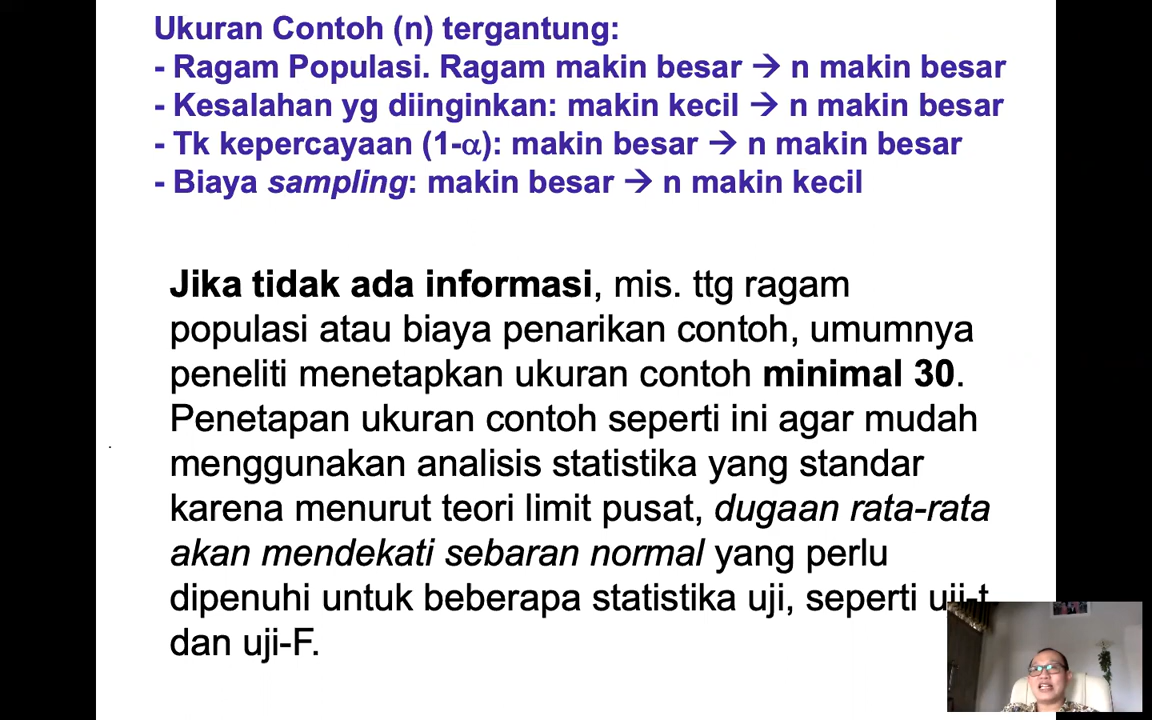 Ukuran Contoh (n) tergantung:
- Ragam Populasi. Ragam makin besar → n makin besar
- Kesalahan yg diinginkan: makin kecil → n makin besar
- Tk kepercayaan (1-α): makin besar → n makin besar
- Biaya sampling: makin besar → n makin kecil
Jika tidak ada informasi, mis. ttg ragam
populasi atau biaya penarikan contoh, umumnya
peneliti menetapkan ukuran contoh minimal 30.
Penetapan ukuran contoh seperti ini agar mudah
menggunakan analisis statistika yang standar
karena menurut teori limit pusat, dugaan rata-rata
akan mendekati sebaran normal yang perlu
dipenuhi untuk beberapa statistika uji, seperti uji-t
dan uji-F.